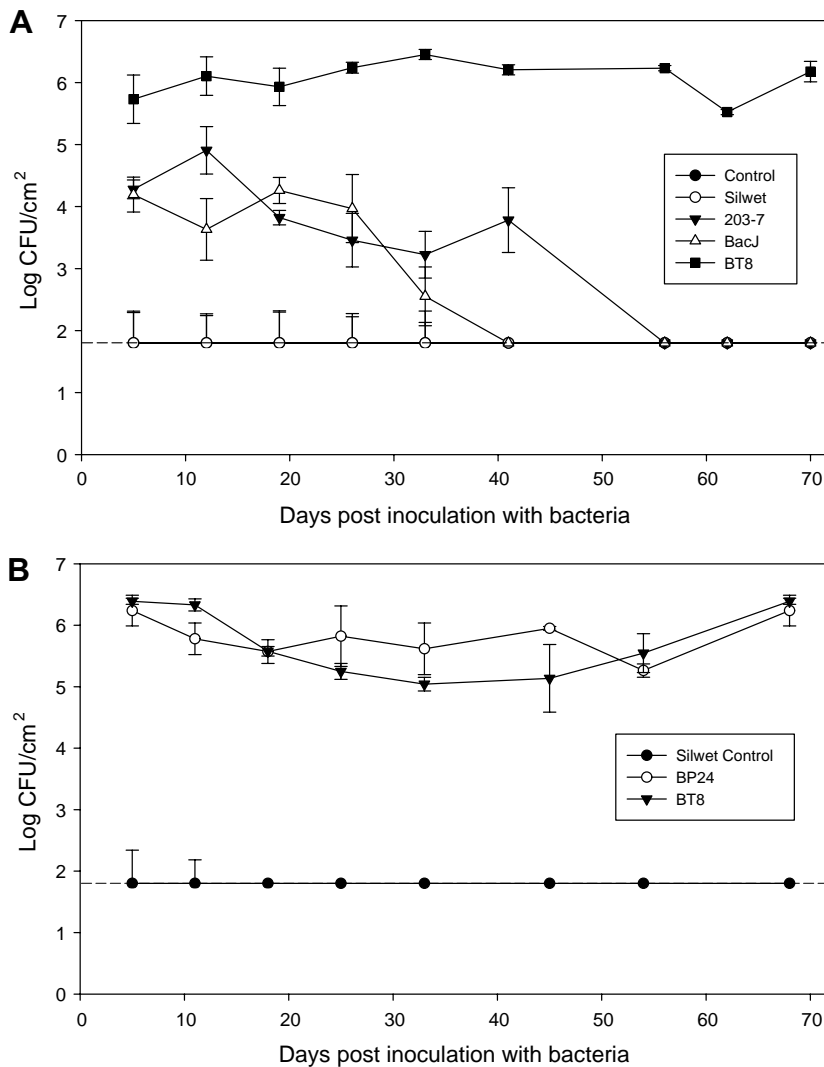 A
7
6
5
4
3
2
1
0
Log CFU/cm2
Control
Silwet
203-7
BacJ
BT8
0 10 20 30 40 50 60 70
Days post inoculation with bacteria
B
7
6
5
4
3
2
1
0
Log CFU/cm2
Silwet Control
BP24
BT8
0 10 20 30 40 50 60 70
Days post inoculation with bacteria